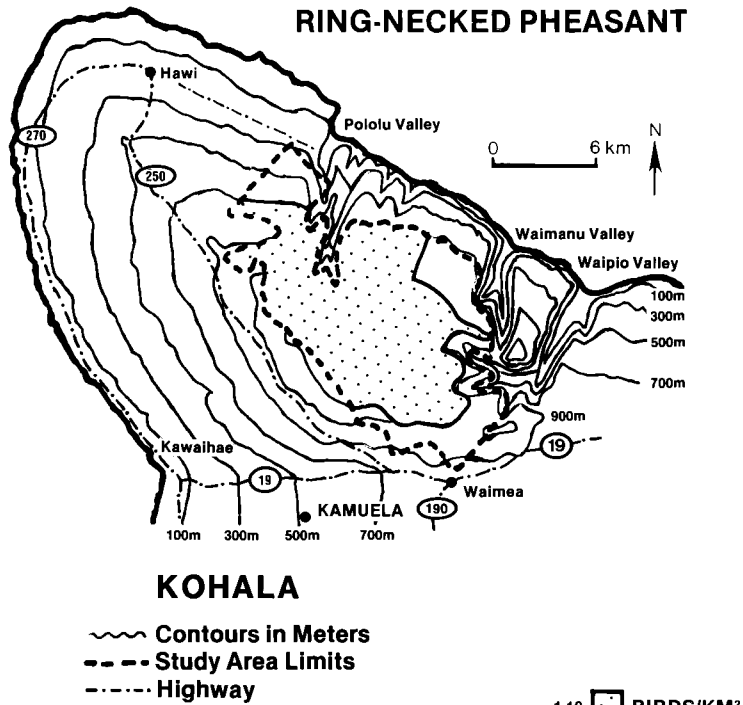 RING-NECKED PHEASANT
Hawi
270
Pololu Valley
0 6 km
N
250
Waimanu Valley
Waipio Valley
100m
300m
500m
700m
900m
Kawaihae
19
19
Waimea
KAMUELA
190
100m 300m 500m 700m
KOHALA
Contours in Meters
Study Area Limits
Highway